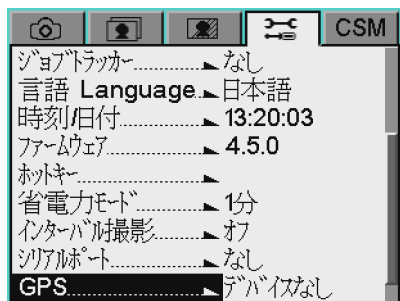 CSM
ｼﾞｮﾌﾞﾄﾗｯｶｰ............なし
言語 Language..日本語
時刻/日付............13:20:03
ﾌｧｰﾑｳｪｱ............4.5.0
ﾎｯﾄｷｰ............
省電力ﾓｰﾄﾞ............1分
ｲﾝﾀｰﾊﾞﾙ撮影............ｵﾌ
ｼﾘｱﾙﾎﾟｰﾄ............なし
GPS............ﾃﾞﾊﾞｲｽなし